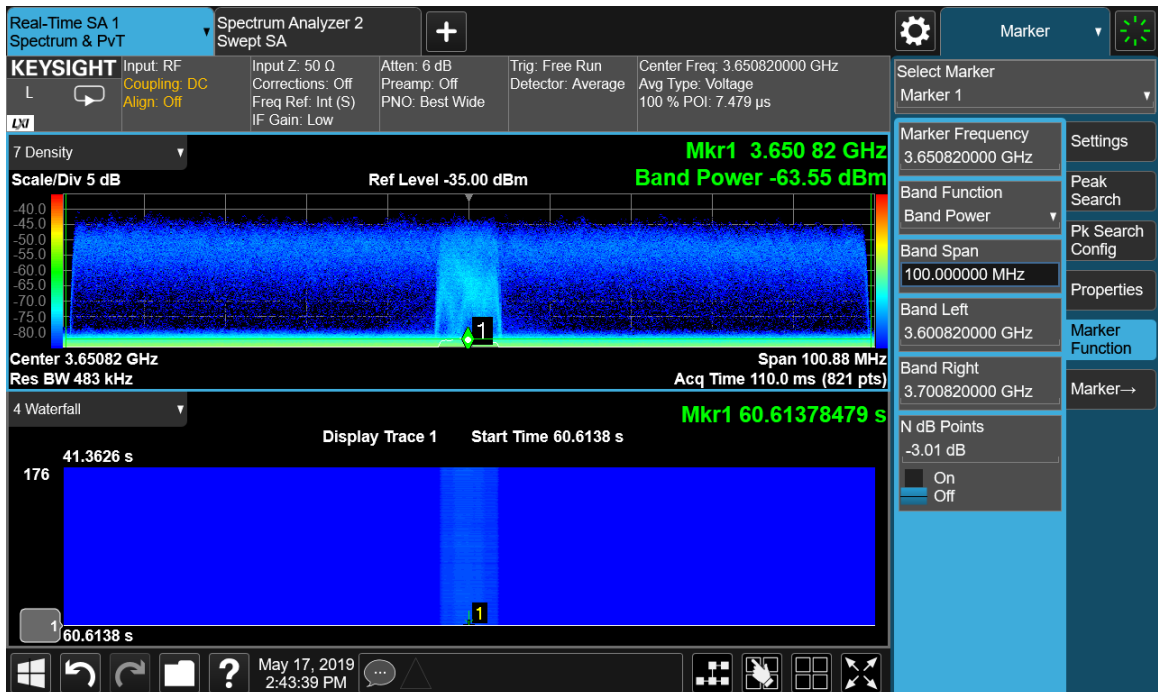 Real-Time SA 1
Spectrum & PvT
Spectrum Analyzer 2
Swept SA
Marker
KEYSIGHT
L
LXI
Input: RF
Coupling: DC
Align: Off
Input Z: 50 Ω
Corrections: Off
Freq Ref: Int (S)
IF Gain: Low
Atten: 6 dB
Preamp: Off
PNO: Best Wide
Trig: Free Run
Detector: Average
Center Freq: 3.650820000 GHz
Avg Type: Voltage
100 % POI: 7.479 µs
Select Marker
Marker 1
7 Density
Mkr1 3.650 82 GHz
Scale/Div 5 dB
Ref Level -35.00 dBm
Band Power -63.55 dBm
-40.0
-45.0
-50.0
-55.0
-60.0
-65.0
-70.0
-75.0
-80.0
1
Center 3.65082 GHz
Span 100.88 MHz
Res BW 483 kHz
Acq Time 110.0 ms (821 pts)
4 Waterfall
Mkr1 60.61378479 s
Display Trace 1 Start Time 60.6138 s
41.3626 s
176
1
1
60.6138 s
Marker Frequency
3.650820000 GHz
Band Function
Band Power
Band Span
100.000000 MHz
Band Left
3.600820000 GHz
Band Right
3.700820000 GHz
N dB Points
-3.01 dB
On
Off
Settings
Peak
Search
Pk Search
Config
Properties
Marker
Function
Marker→
?
May 17, 2019
2:43:39 PM